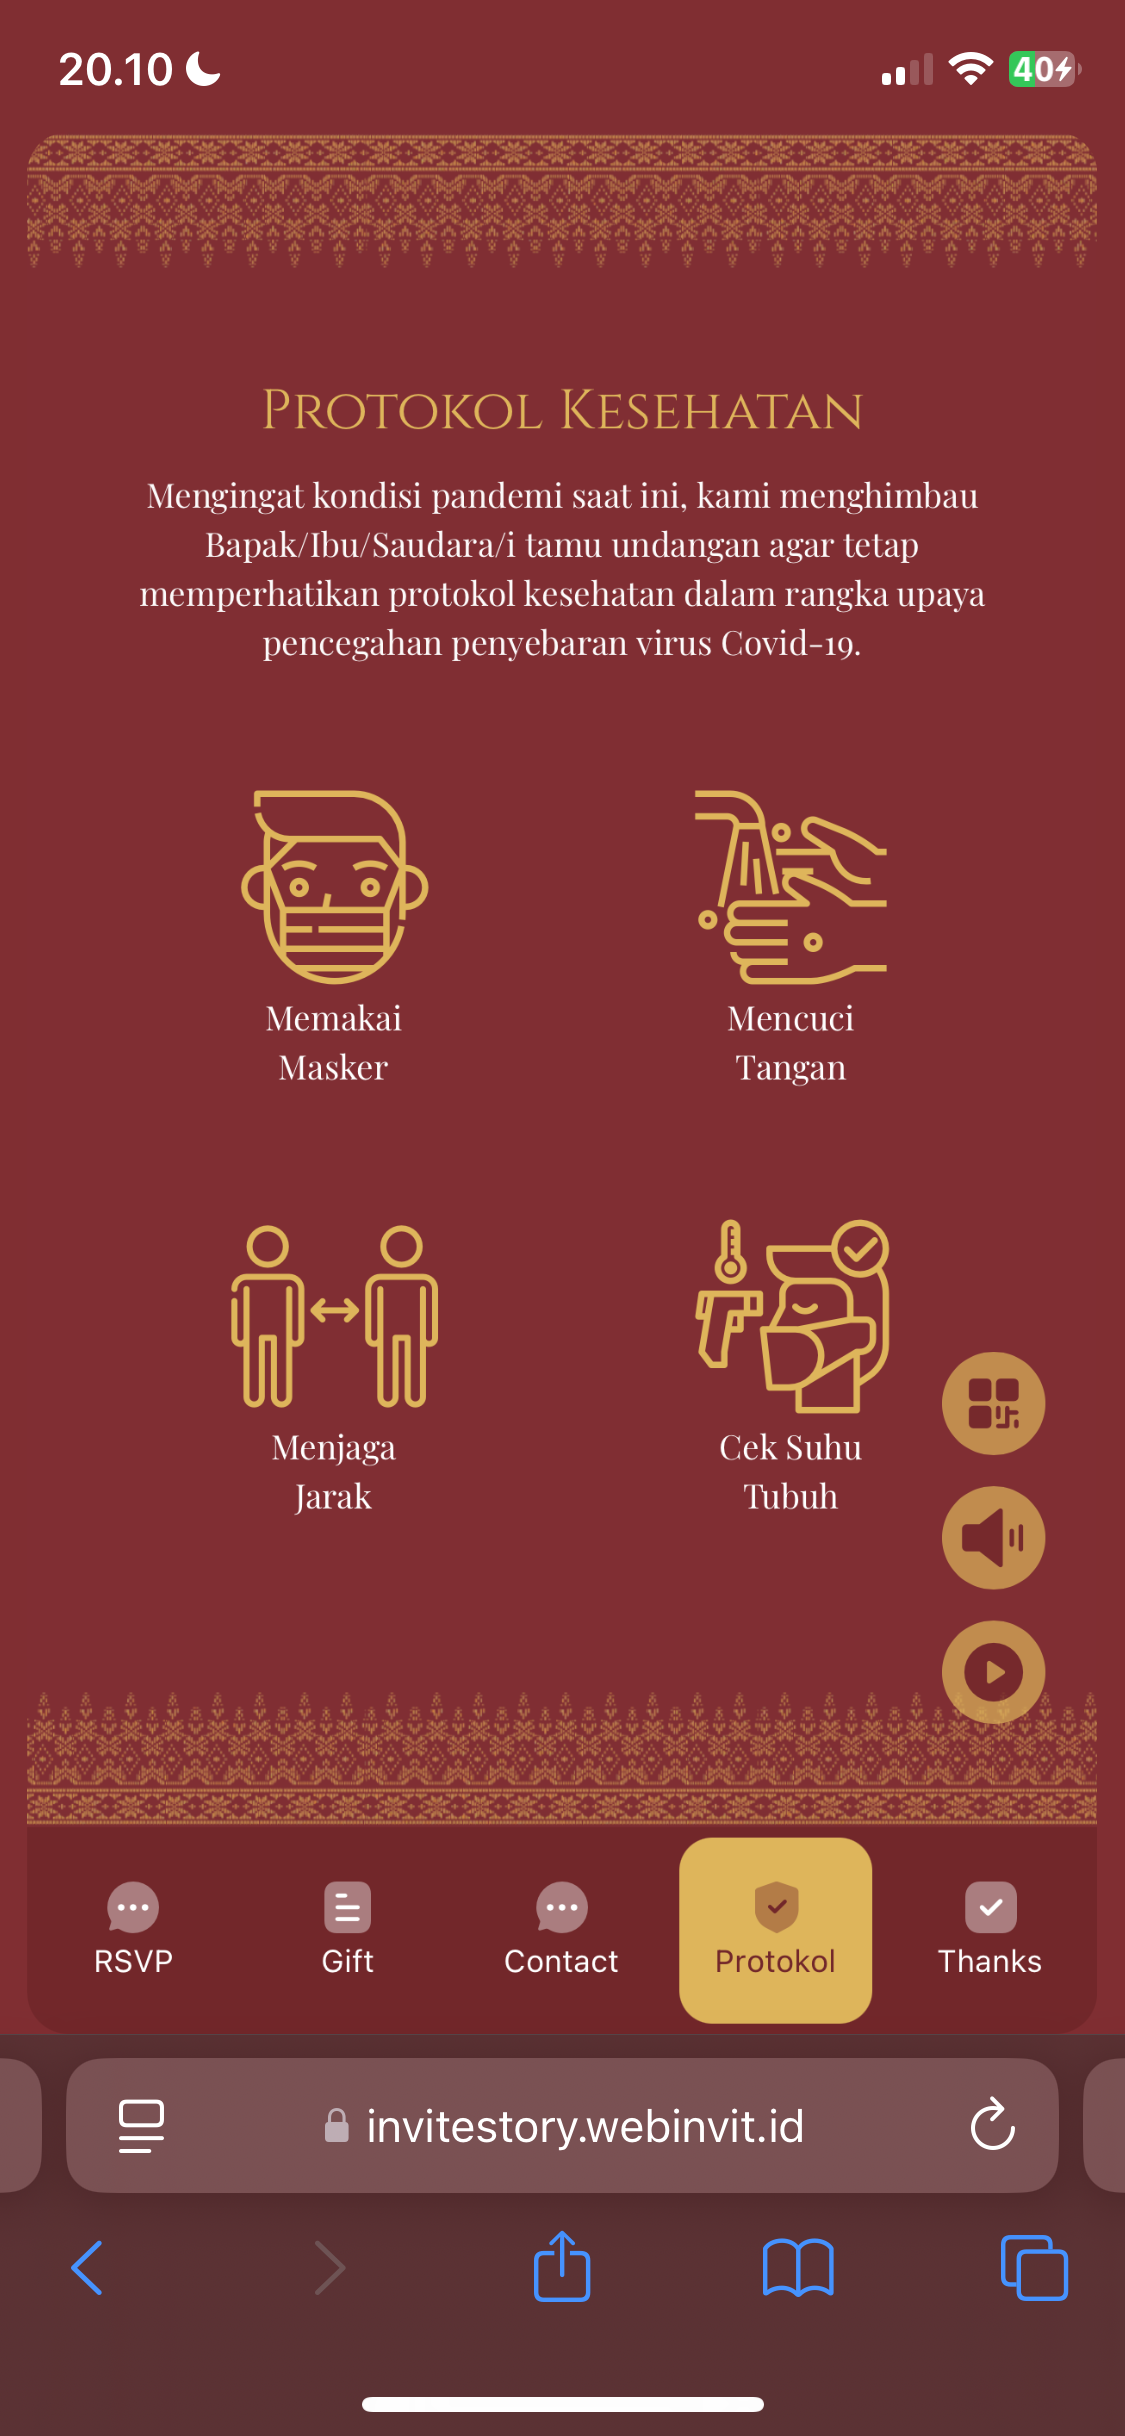 20.10
40
Protokol Kesehatan
Mengingat kondisi pandemi saat ini, kami menghimbau
Bapak/Ibu/Saudara/i tamu undangan agar tetap
memperhatikan protokol kesehatan dalam rangka upaya
pencegahan penyebaran virus Covid-19.
Memakai
Masker
Mencuci
Tangan
Menjaga
Jarak
Cek Suhu
Tubuh
RSVP
Gift
Contact
Protokol
Thanks
invitestory.webinvit.id